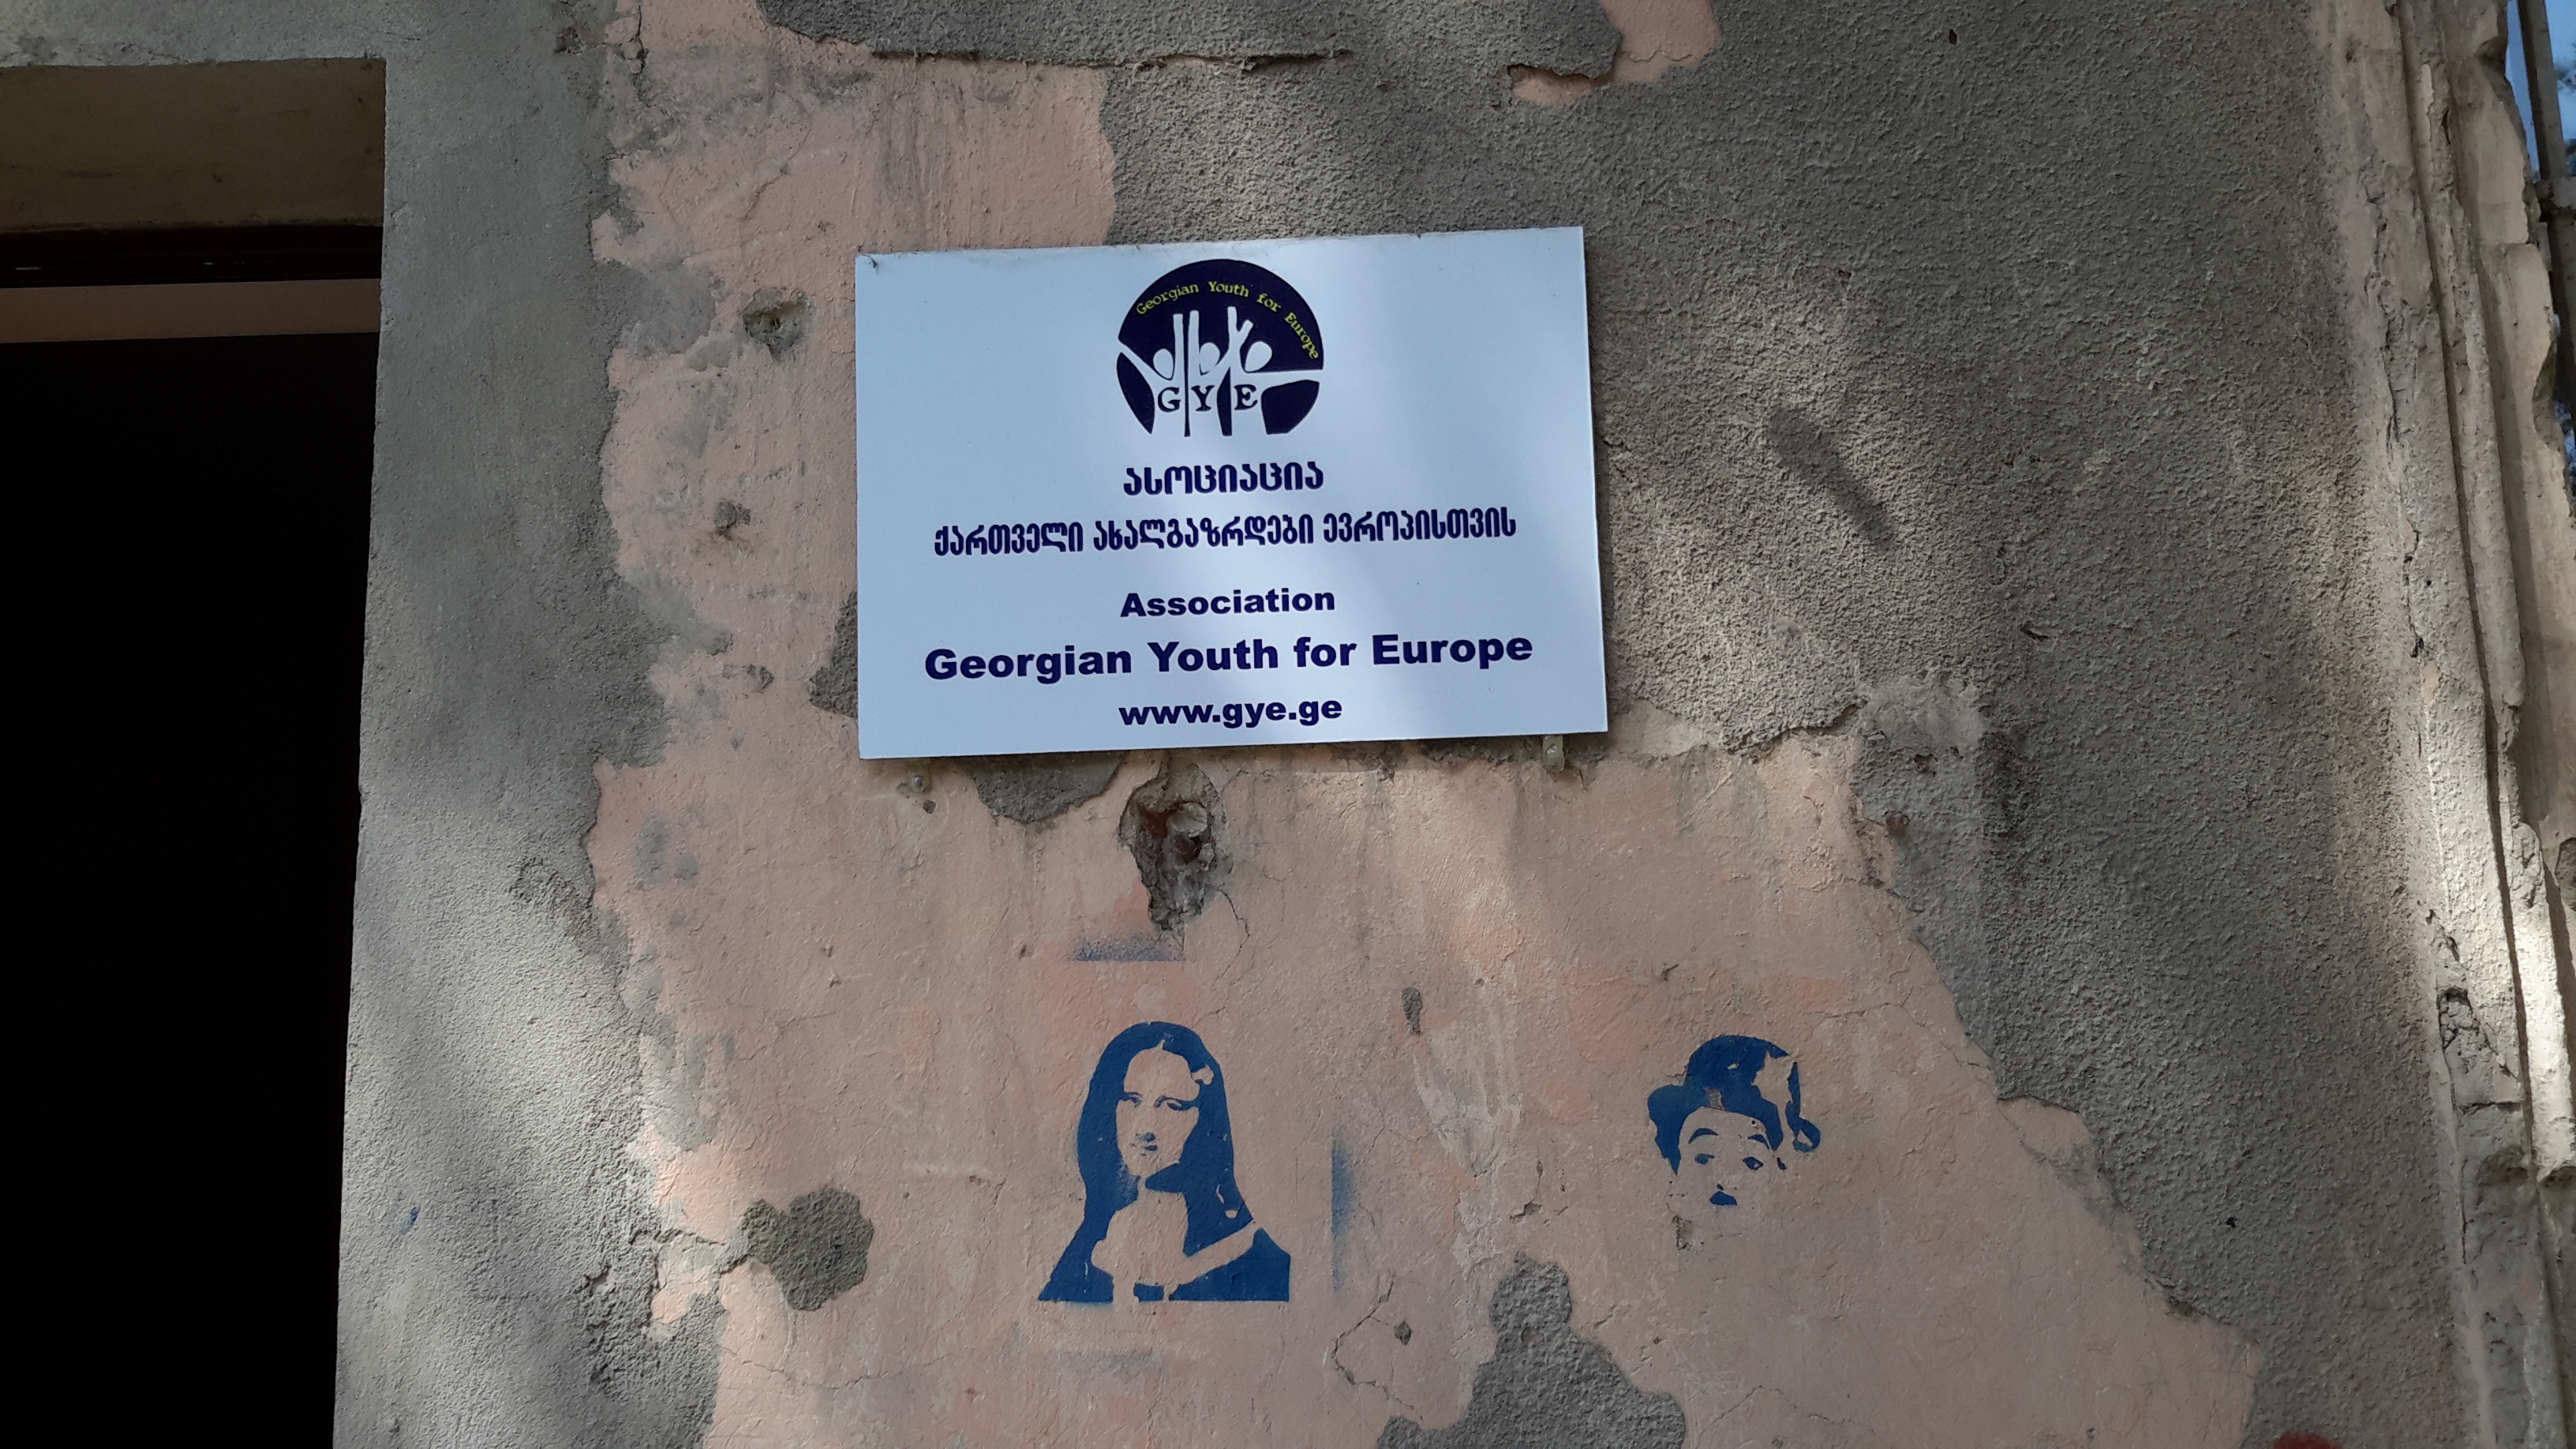 Georgian Youth for Europe
GYE
ასოციაცია
ქართველი ახალგაზრდები ევროპისთვის
Association
Georgian Youth for Europe
www.gye.ge